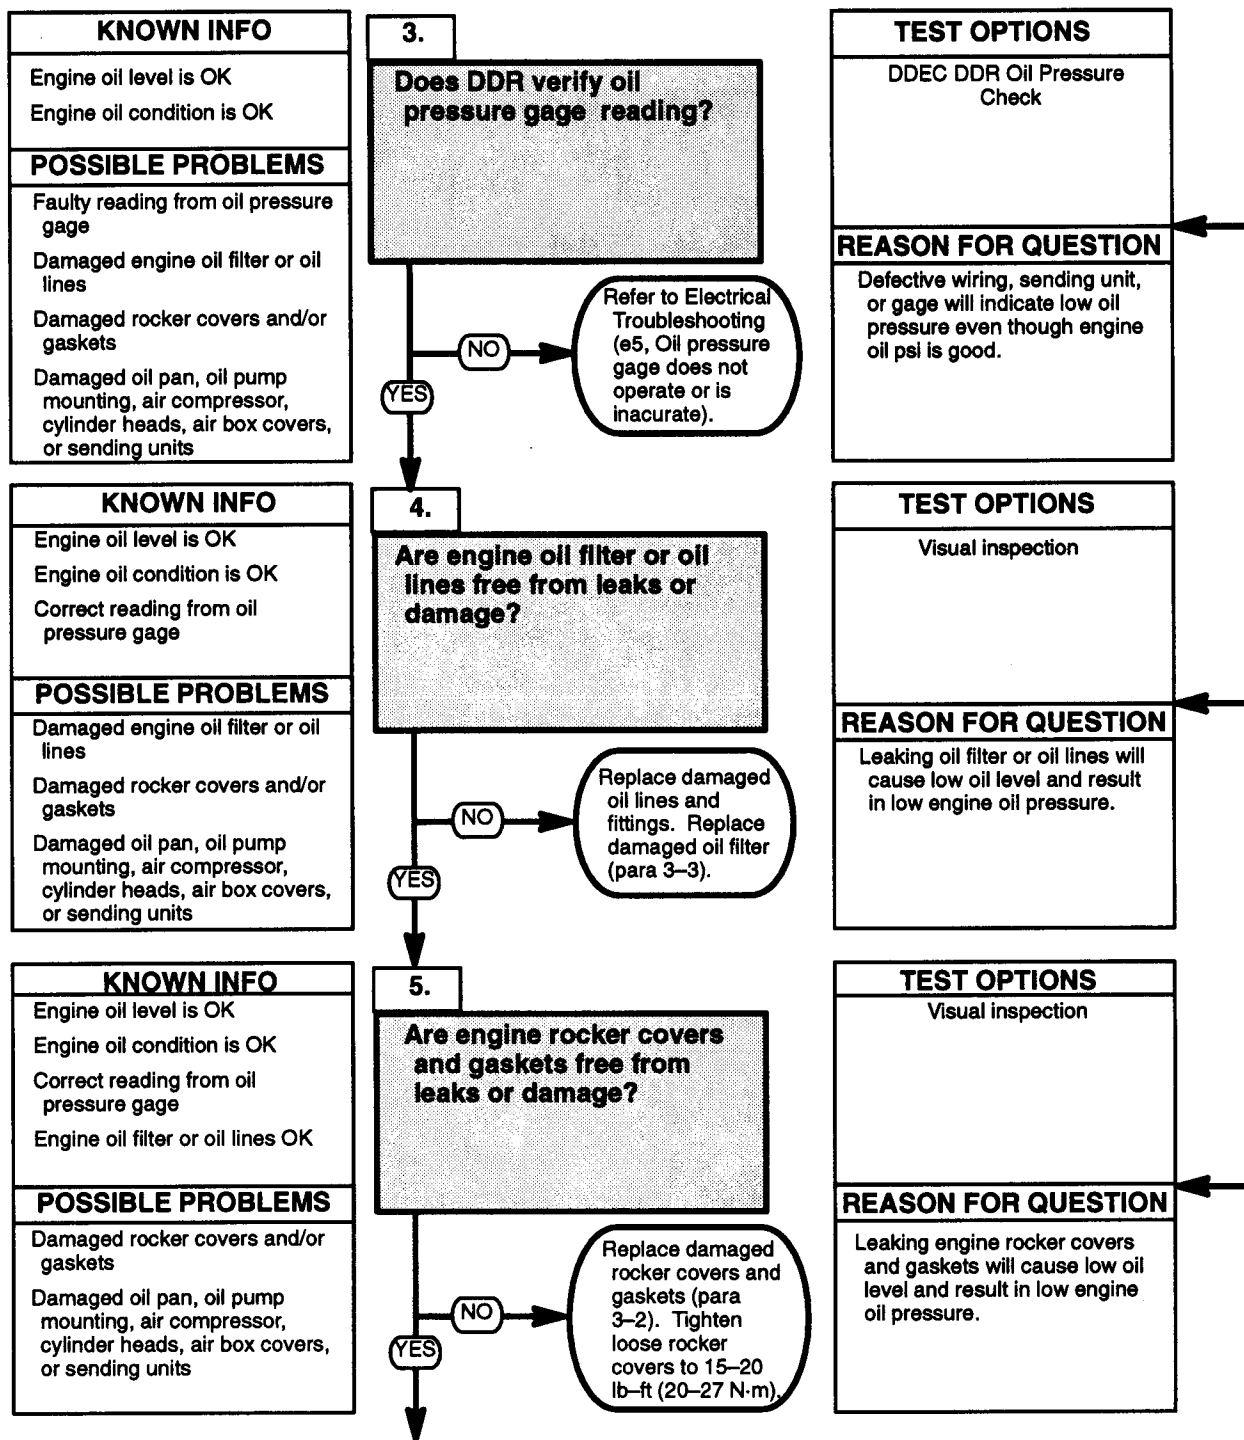 KNOWN INFO
Engine oil level is OK
Engine oil condition is OK
POSSIBLE PROBLEMS
Faulty reading from oil pressure
gage
Damaged engine oil filter or oil
lines
Damaged rocker covers and/or
gaskets
Damaged oil pan, oil pump
mounting, air compressor,
cylinder heads, air box covers,
or sending units
3.
Does DDR verify oil
pressure gage reading?
NO
Refer to Electrical
Troubleshooting
(e5, Oil pressure
gage does not
operate or is
inacurate).
YES
TEST OPTIONS
DDEC DDR Oil Pressure
Check
REASON FOR QUESTION
Defective wiring, sending unit,
or gage will indicate low oil
pressure even though engine
oil psi is good.
KNOWN INFO
Engine oil level is OK
Engine oil condition is OK
Correct reading from oil
pressure gage
POSSIBLE PROBLEMS
Damaged engine oil filter or oil
lines
Damaged rocker covers and/or
gaskets
Damaged oil pan, oil pump
mounting, air compressor,
cylinder heads, air box covers,
or sending units
4.
Are engine oil filter or oil
lines free from leaks or
damage?
NO
Replace damaged
oil lines and
fittings. Replace
damaged oil filter
(para 3–3).
YES
TEST OPTIONS
Visual inspection
REASON FOR QUESTION
Leaking oil filter or oil lines will
cause low oil level and result
in low engine oil pressure.
KNOWN INFO
Engine oil level is OK
Engine oil condition is OK
Correct reading from oil
pressure gage
Engine oil filter or oil lines OK
POSSIBLE PROBLEMS
Damaged rocker covers and/or
gaskets
Damaged oil pan, oil pump
mounting, air compressor,
cylinder heads, air box covers,
or sending units
5.
Are engine rocker covers
and gaskets free from
leaks or damage?
NO
Replace damaged
rocker covers and
gaskets (para
3–2). Tighten
loose rocker
covers to 15–20
lb–ft (20–27 N·m).
YES
TEST OPTIONS
Visual inspection
REASON FOR QUESTION
Leaking engine rocker covers
and gaskets will cause low oil
level and result in low engine
oil pressure.